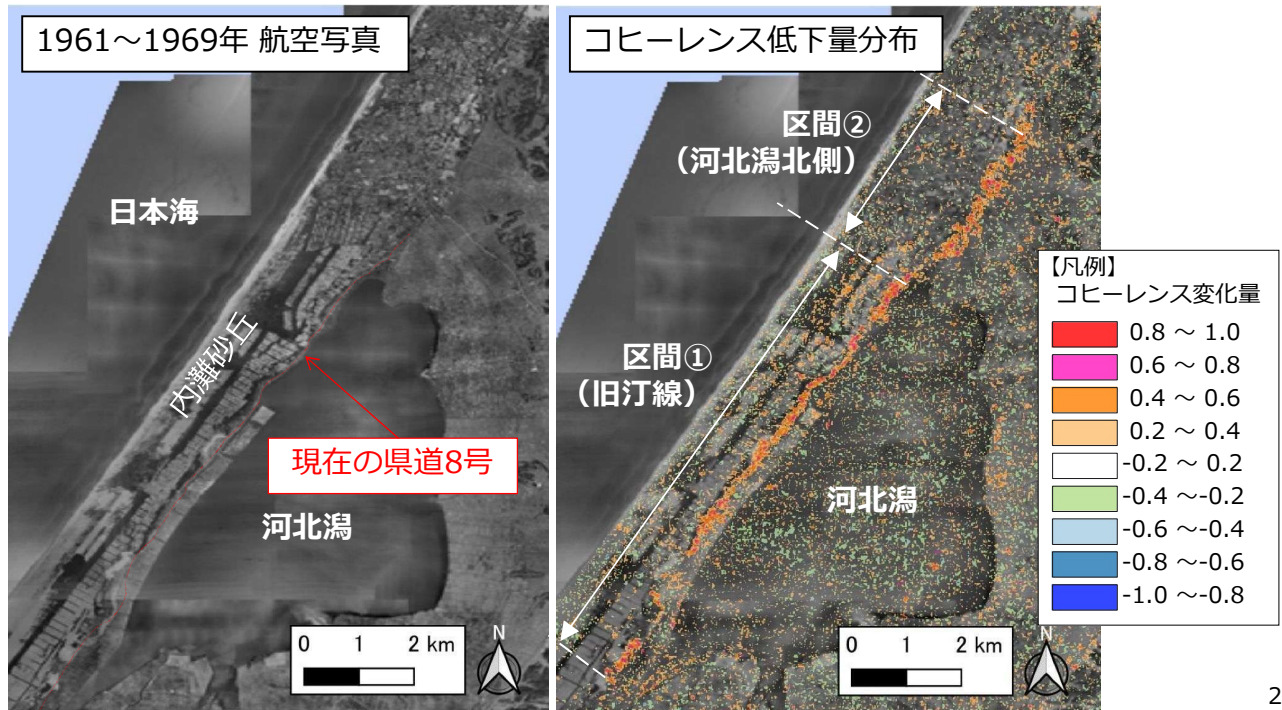 1961～1969年 航空写真
日本海
内灘砂丘
現在の県道8号
河北潟
0 1 2 km
N
コヒーレンス低下量分布
区間②
（河北潟北側）
区間①
（旧汀線）
河北潟
0 1 2 km
N
【凡例】
コヒーレンス変化量
0.8 ～ 1.0
0.6 ～ 0.8
0.4 ～ 0.6
0.2 ～ 0.4
-0.2 ～ 0.2
-0.4 ～-0.2
-0.6 ～-0.4
-0.8 ～-0.6
-1.0 ～-0.8
2